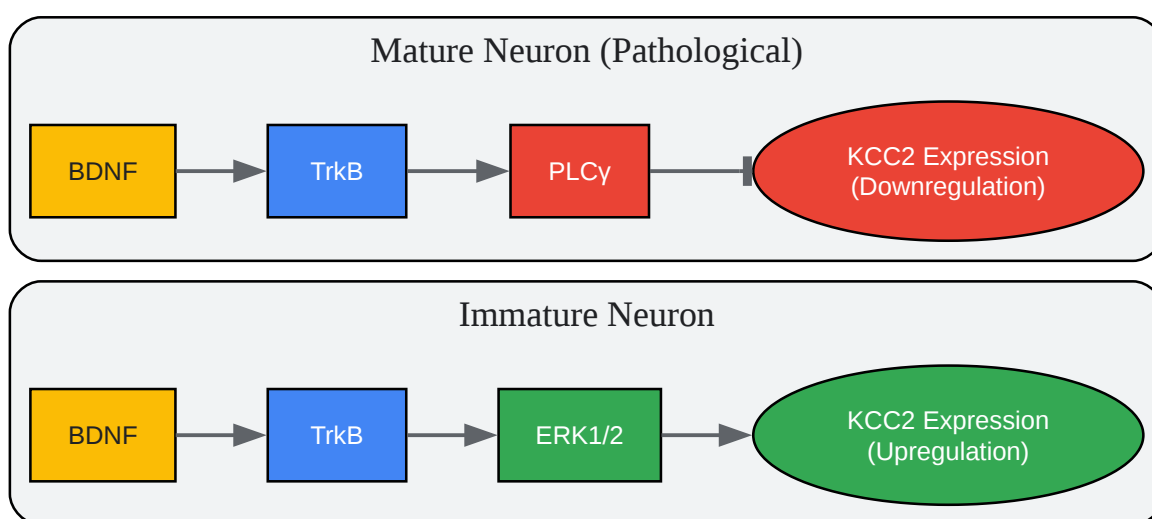 Mature Neuron (Pathological)
BDNF
TrkB
PLCγ
KCC2 Expression
(Downregulation)
Immature Neuron
BDNF
TrkB
ERK1/2
KCC2 Expression
(Upregulation)